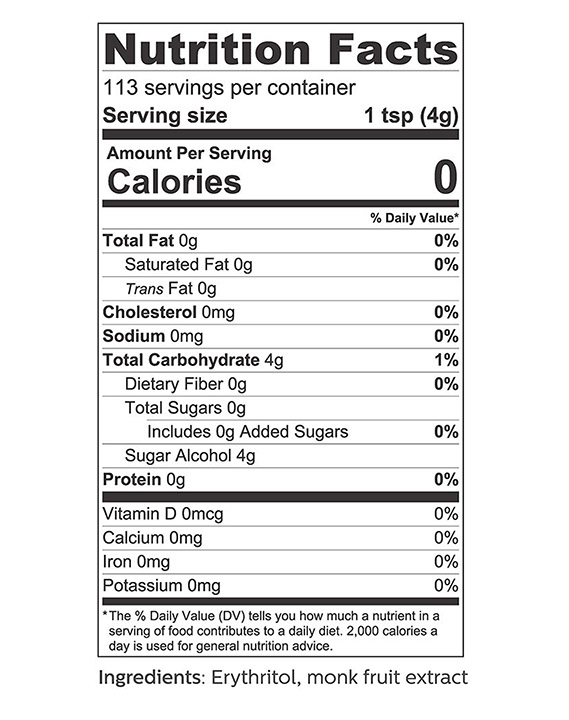 Nutrition Facts
113 servings per container
Serving size 1 tsp (4g)
Amount Per Serving
Calories 0
% Daily Value*
Total Fat 0g 0%
Saturated Fat 0g 0%
Trans Fat 0g
Cholesterol 0mg 0%
Sodium 0mg 0%
Total Carbohydrate 4g 1%
Dietary Fiber 0g 0%
Total Sugars 0g
Includes 0g Added Sugars 0%
Sugar Alcohol 4g
Protein 0g 0%
Vitamin D 0mcg 0%
Calcium 0mg 0%
Iron 0mg 0%
Potassium 0mg 0%
*The % Daily Value (DV) tells you how much a nutrient in a
serving of food contributes to a daily diet. 2,000 calories a
day is used for general nutrition advice.
Ingredients: Erythritol, monk fruit extract